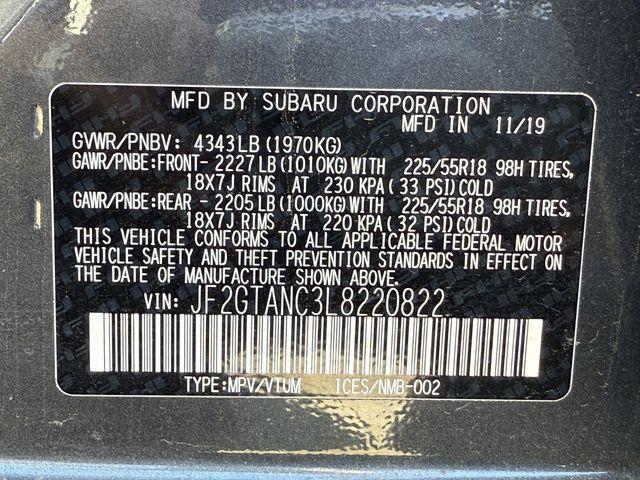 MFD BY SUBARU CORPORATION
MFD IN 11/19
GVWR/PNBV: 4343LB (1970KG)
GAWR/PNBE:FRONT- 2227LB(1010KG)WITH 225/55R18 98H TIRES,
18X7J RIMS AT 230 KPA( 33 PSI)COLD
GAWR/PNBE:REAR - 2205LB(1000KG)WITH 225/55R18 98H TIRES,
18X7J RIMS AT 220 KPA( 32 PSI)COLD
THIS VEHICLE CONFORMS TO ALL APPLICABLE FEDERAL MOTOR
VEHICLE SAFETY AND THEFT PREVENTION STANDARDS IN EFFECT ON
THE DATE OF MANUFACTURE SHOWN ABOVE.
VIN: JF2GTANC3L8220822
TYPE:MPV/VTUM ICES/NMB-002